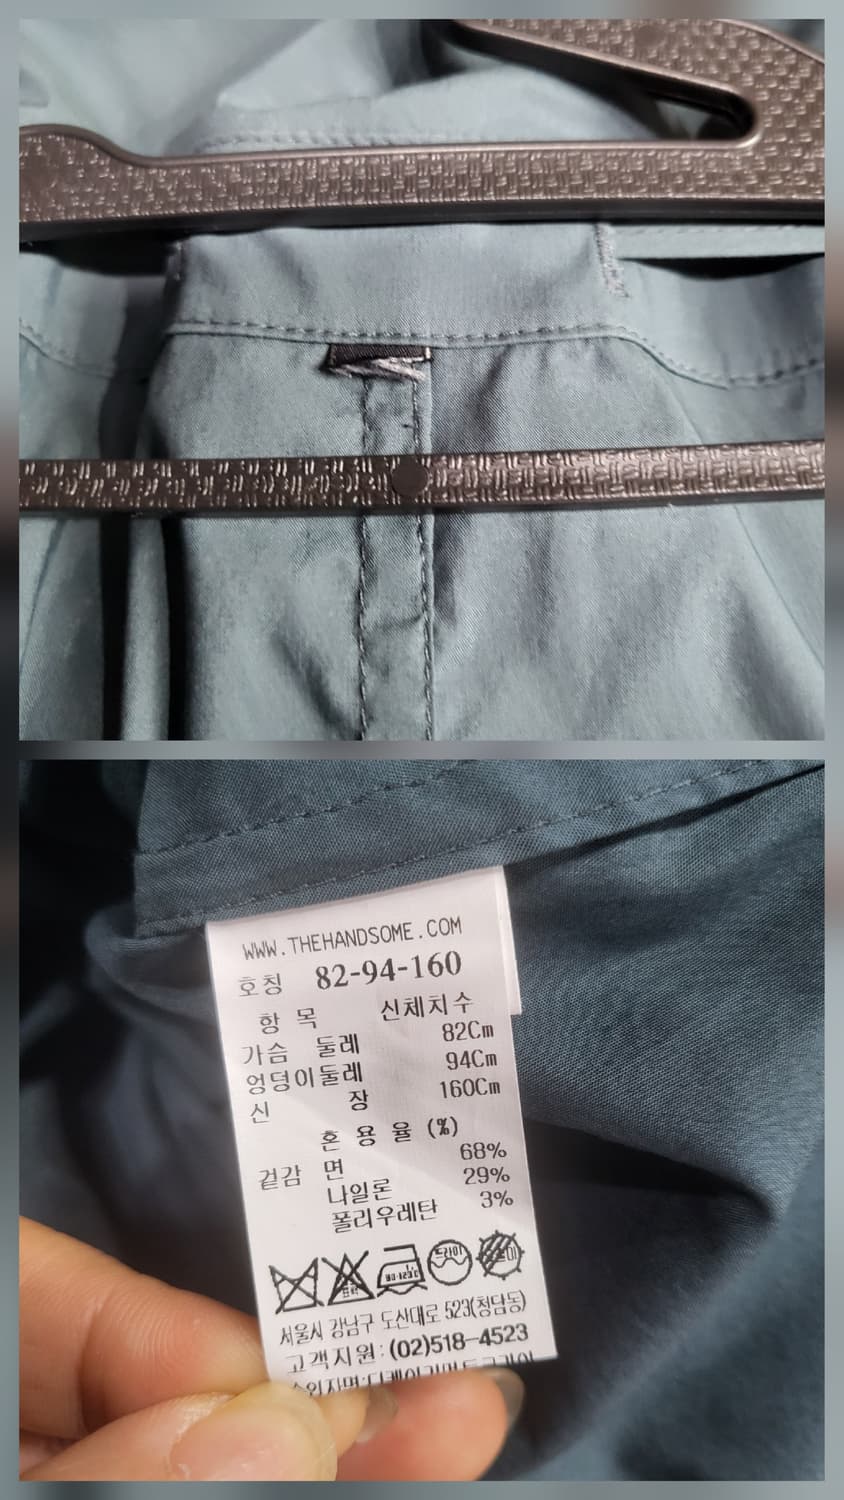 WWW.THEHANDSOME.COM
호칭 82-94-160
항 목 신체치수
가슴 둘레 82Cm
엉덩이둘레 94Cm
신 장 160Cm
혼 용 율 (%)
겉감 면 68%
나일론 29%
폴리우레탄 3%
드라이
서울시 강남구 도산대로 523(청담동)
고객지원:(02)518-4523